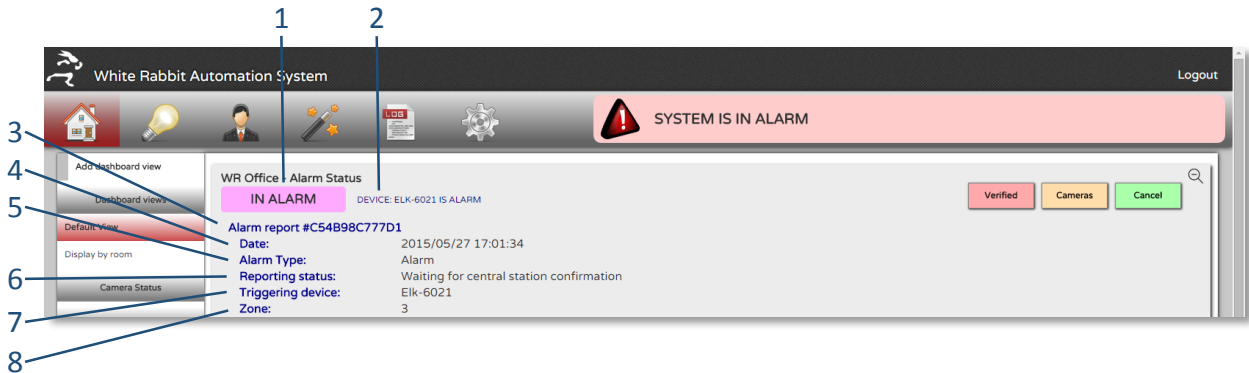 1 2
White Rabbit Automation System
Logout
LOG
SYSTEM IS IN ALARM
3
4
5
6
7
8
Add dashboard view
Dashboard views
Default View
Display by room
Camera Status
WR Office - Alarm Status
IN ALARM
DEVICE: ELK-6021 IS ALARM
Verified
Cameras
Cancel
Alarm report #C54B98C777D1
Date: 2015/05/27 17:01:34
Alarm Type: Alarm
Reporting status: Waiting for central station confirmation
Triggering device: Elk-6021
Zone: 3